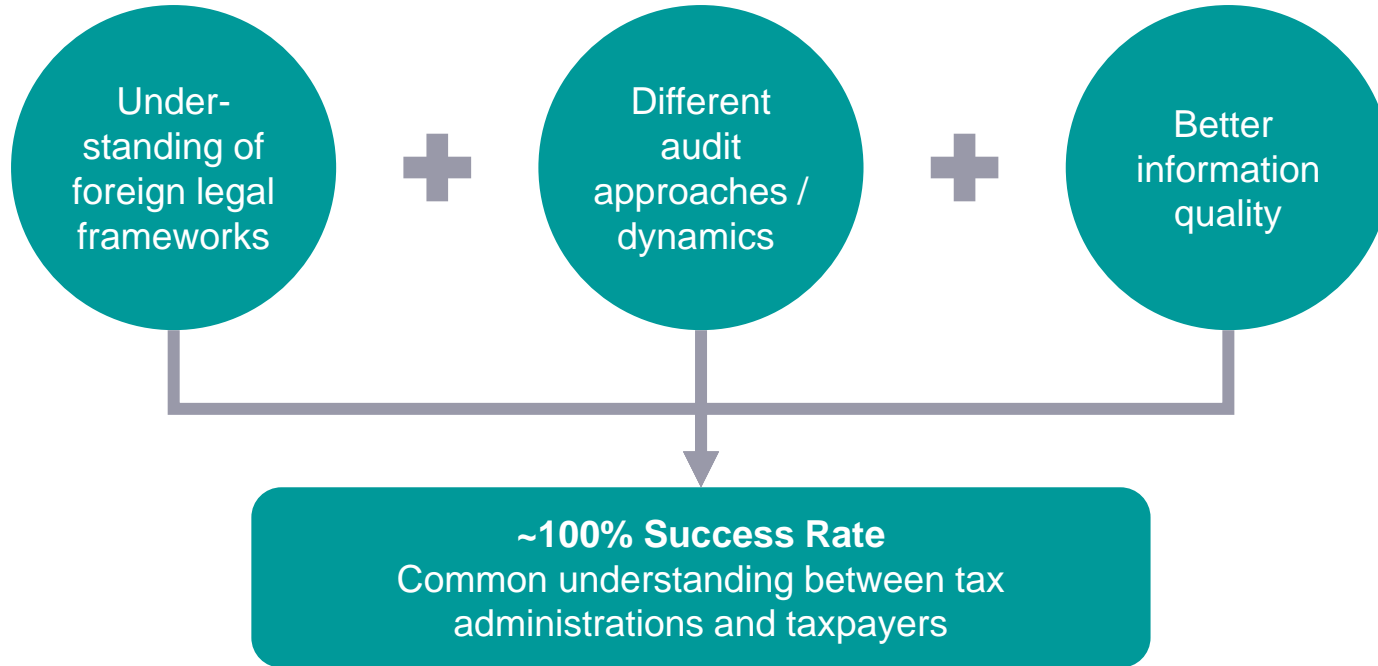 Under-
standing of
foreign legal
frameworks
Different
audit
approaches /
dynamics
Better
information
quality
~100% Success Rate
Common understanding between tax
administrations and taxpayers